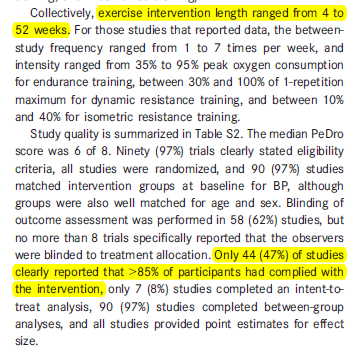 Collectively, exercise intervention length ranged from 4 to
52 weeks. For those studies that reported data, the between-
study frequency ranged from 1 to 7 times per week, and
intensity ranged from 35% to 95% peak oxygen consumption
for endurance training, between 30% and 100% of 1-repetition
maximum for dynamic resistance training, and between 10%
and 40% for isometric resistance training.
Study quality is summarized in Table S2. The median PeDro
score was 6 of 8. Ninety (97%) trials clearly stated eligibility
criteria, all studies were randomized, and 90 (97%) studies
matched intervention groups at baseline for BP, although
groups were also well matched for age and sex. Blinding of
outcome assessment was performed in 58 (62%) studies, but
no more than 8 trials specifically reported that the observers
were blinded to treatment allocation. Only 44 (47%) of studies
clearly reported that >85% of participants had complied with
the intervention, only 7 (8%) studies completed an intent-to-
treat analysis, 90 (97%) studies completed between-group
analyses, and all studies provided point estimates for effect
size.